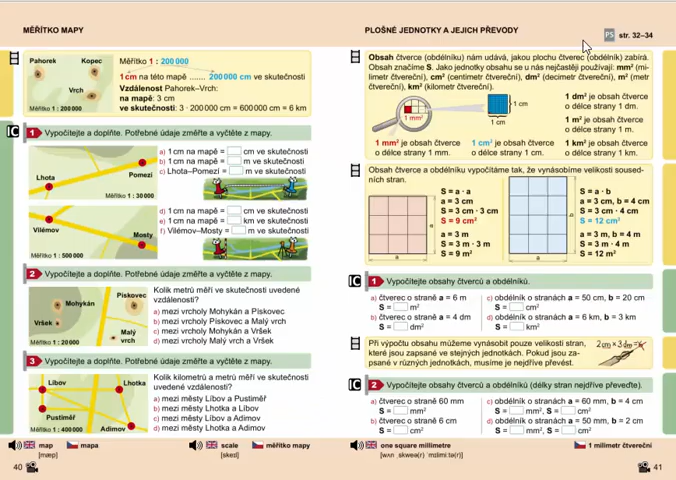 MĚŘÍTKO MAPY
Pahorek
Kopec
Vrch
Měřítko 1 : 200 000
Měřítko 1 : 200 000
1 cm na této mapě ....... 200 000 cm ve skutečnosti
Vzdálenost Pahorek–Vrch:
na mapě: 3 cm
ve skutečnosti: 3 · 200 000 cm = 600 000 cm = 6 km
1 Vypočítejte a doplňte. Potřebné údaje změřte a vyčtěte z mapy.
Lhota
Pomezí
Měřítko 1 : 30 000
a) 1 cm na mapě = cm ve skutečnosti
b) 1 cm na mapě = m ve skutečnosti
c) Lhota–Pomezí = m ve skutečnosti
Vilémov
Mosty
Měřítko 1 : 500 000
d) 1 cm na mapě = cm ve skutečnosti
e) 1 cm na mapě = km ve skutečnosti
f) Vilémov–Mosty = m ve skutečnosti
2 Vypočítejte a doplňte. Potřebné údaje změřte a vyčtěte z mapy.
Mohykán
Pískovec
Vršek
Malý
vrch
Měřítko 1 : 20 000
Kolik metrů měří ve skutečnosti uvedené
vzdálenosti?
a) mezi vrcholy Mohykán a Pískovec
b) mezi vrcholy Pískovec a Malý vrch
c) mezi vrcholy Mohykán a Vršek
d) mezi vrcholy Malý vrch a Vršek
3 Vypočítejte a doplňte. Potřebné údaje změřte a vyčtěte z mapy.
Líbov
Lhotka
Pustiměř
Adimov
Měřítko 1 : 400 000
Kolik kilometrů a metrů měří ve skutečnosti
uvedené vzdálenosti?
a) mezi městy Líbov a Pustiměř
b) mezi městy Lhotka a Líbov
c) mezi městy Líbov a Adimov
d) mezi městy Lhotka a Adimov
map
[mæp]
mapa
scale
[skeɪl]
měřítko mapy
40
PLOŠNÉ JEDNOTKY A JEJICH PŘEVODY
PS str. 32–34
Obsah čtverce (obdélníku) nám udává, jakou plochu čtverec (obdélník) zabírá.
Obsah značíme S. Jako jednotky obsahu se u nás nejčastěji používají: mm² (mi-
limetr čtvereční), cm² (centimetr čtvereční), dm² (decimetr čtvereční), m² (metr
čtvereční), km² (kilometr čtvereční).
1 mm²
1 cm
1 cm
1 dm² je obsah čtverce
o délce strany 1 dm.
1 m² je obsah čtverce
o délce strany 1 m.
1 mm² je obsah čtverce
o délce strany 1 mm.
1 cm² je obsah čtverce
o délce strany 1 cm.
1 km² je obsah čtverce
o délce strany 1 km.
Obsah čtverce a obdélníku vypočítáme tak, že vynásobíme velikosti soused-
ních stran.
a
a
S = a · a
a = 3 cm
S = 3 cm · 3 cm
S = 9 cm²
a = 3 m
S = 3 m · 3 m
S = 9 m²
a
b
S = a · b
a = 3 cm, b = 4 cm
S = 3 cm · 4 cm
S = 12 cm²
a = 3 m, b = 4 m
S = 3 m · 4 m
S = 12 m²
1 Vypočítejte obsahy čtverců a obdélníků.
a) čtverec o straně a = 6 m
S = m²
b) čtverec o straně a = 4 dm
S = dm²
c) obdélník o stranách a = 50 cm, b = 20 cm
S = cm²
d) obdélník o stranách a = 6 km, b = 3 km
S = km²
Při výpočtu obsahu můžeme vynásobit pouze velikosti stran,
které jsou zapsané ve stejných jednotkách. Pokud jsou za-
psané v různých jednotkách, musíme je nejdříve převést.
2 Vypočítejte obsahy čtverců a obdélníků (délky stran nejdříve převeďte).
a) čtverec o straně 60 mm
S = mm²
b) čtverec o straně 6 cm
S = cm²
c) obdélník o stranách a = 60 mm, b = 4 cm
S = mm², S = cm²
d) obdélník o stranách a = 50 mm, b = 2 cm
S = mm², S = cm²
one square millimetre
1 milimetr čtvereční
41